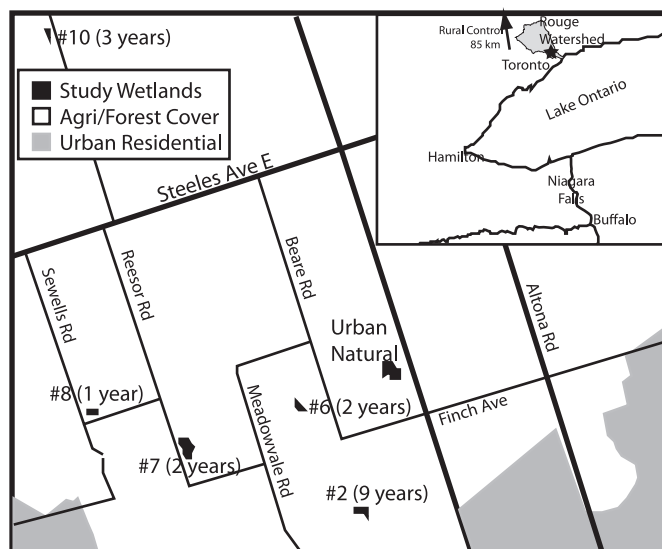 #10 (3 years)
Study Wetlands
Agri/Forest Cover
Urban Residential
Rural Control
85 km
Rouge
Watershed
Toronto
Lake Ontario
Hamilton
Niagara
Falls
Buffalo
Steeles Ave E
Sewells Rd
Reesor Rd
Beare Rd
Altona Rd
Urban
Natural
#8 (1 year)
#6 (2 years)
Finch Ave
Meadowvale Rd
#7 (2 years)
#2 (9 years)